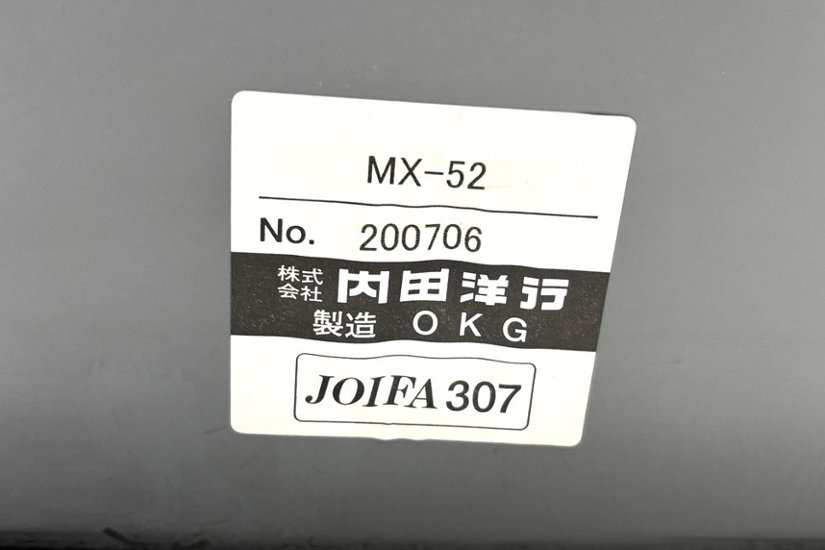 MX-52
No. 200706
株式会社 内田洋行
製造 OKG
JOIFA 307